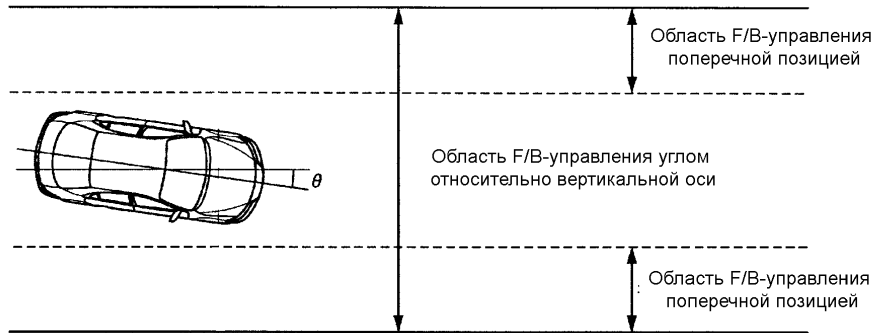 Область F/B-управления
поперечной позицией
Область F/B-управления углом
относительно вертикальной оси
θ
Область F/B-управления
поперечной позицией